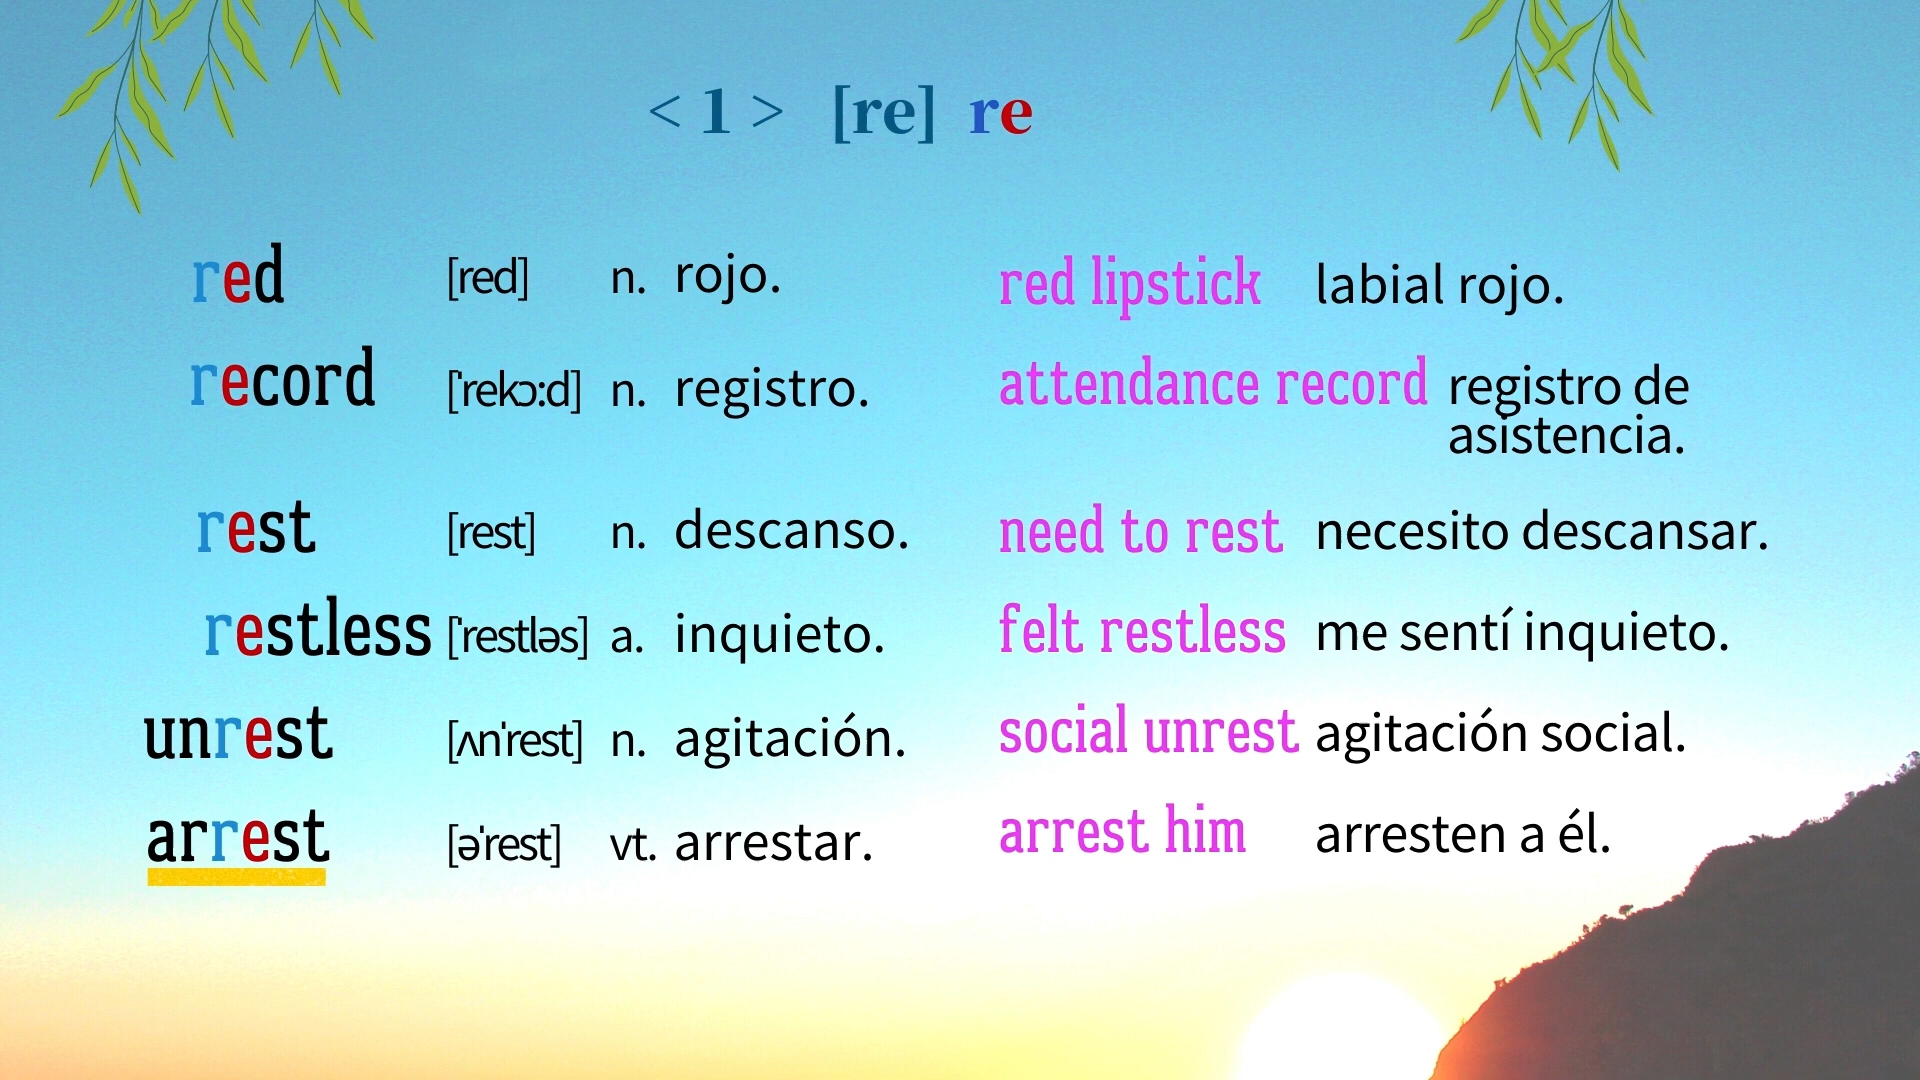 < 1 > [re] re
red [red] n. rojo. red lipstick labial rojo.
record [ˈrekɔ:d] n. registro. attendance record registro de
asistencia.
rest [rest] n. descanso. need to rest necesito descansar.
restless [ˈrestləs] a. inquieto. felt restless me sentí inquieto.
unrest [ʌnˈrest] n. agitación. social unrest agitación social.
arrest [əˈrest] vt. arrestar. arrest him arresten a él.